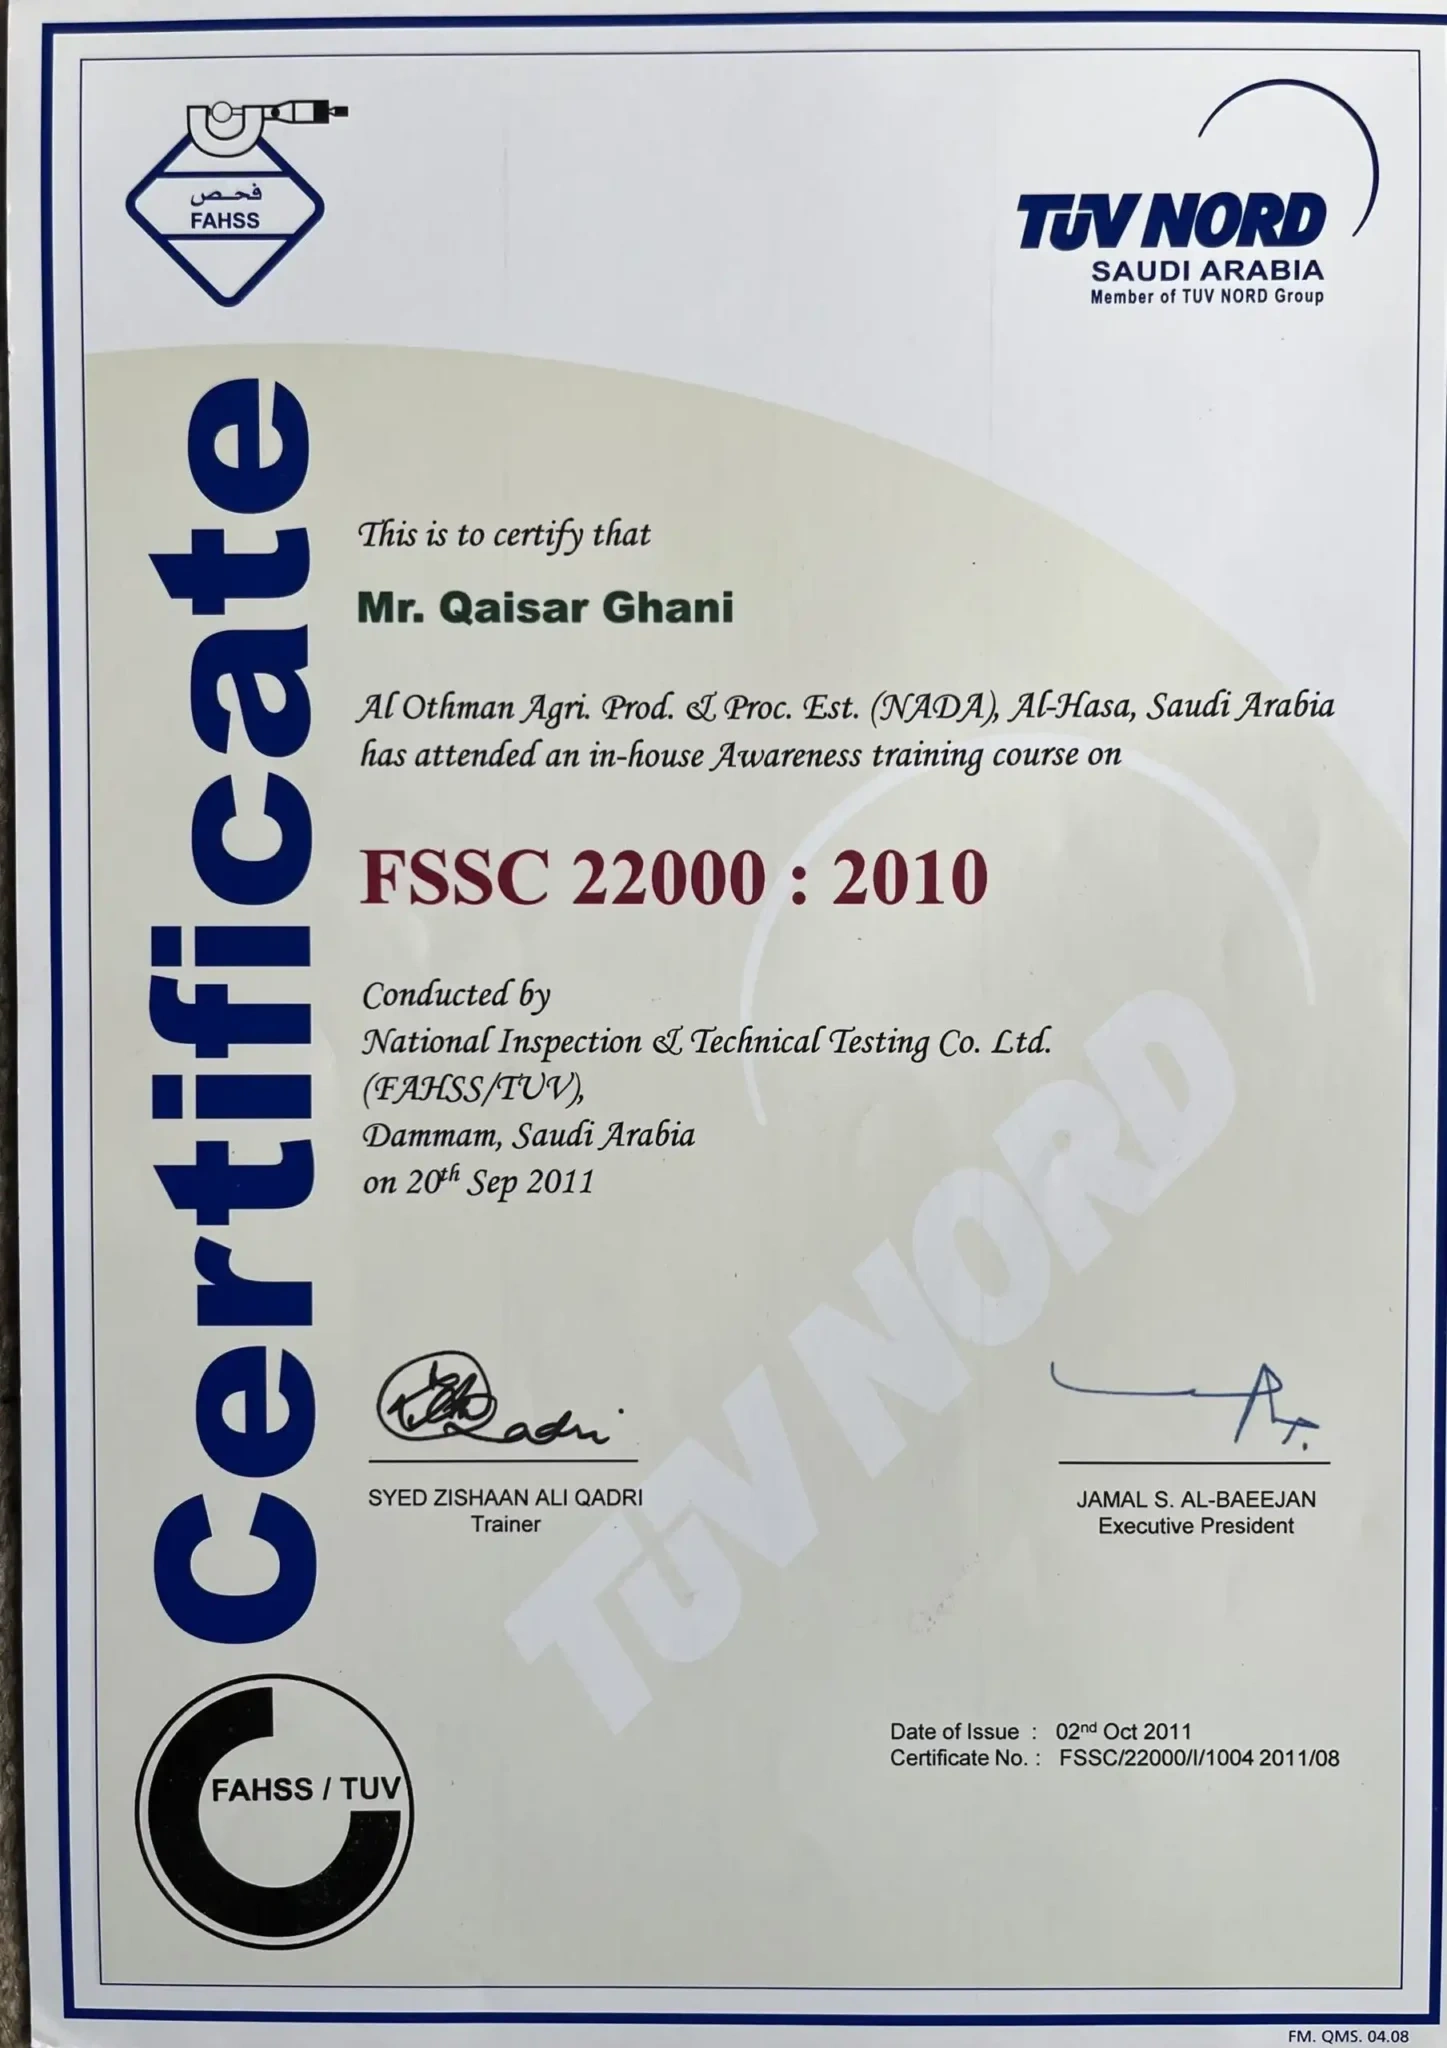 فحص
FAHSS
TÜV NORD
SAUDI ARABIA
Member of TUV NORD Group
Certificate
This is to certify that
Mr. Qaisar Ghani
Al Othman Agri. Prod. & Proc. Est. (NADA), Al-Hasa, Saudi Arabia
has attended an in-house Awareness training course on
FSSC 22000 : 2010
Conducted by
National Inspection & Technical Testing Co. Ltd.
(FAHSS/TUV),
Dammam, Saudi Arabia
on 20th Sep 2011
TÜV NORD
Qadri
SYED ZISHAAN ALI QADRI
Trainer
JAMAL S. AL-BAEEJAN
Executive President
Date of Issue : 02nd Oct 2011
Certificate No. : FSSC/22000/I/1004 2011/08
FAHSS / TUV
FM. QMS. 04.08